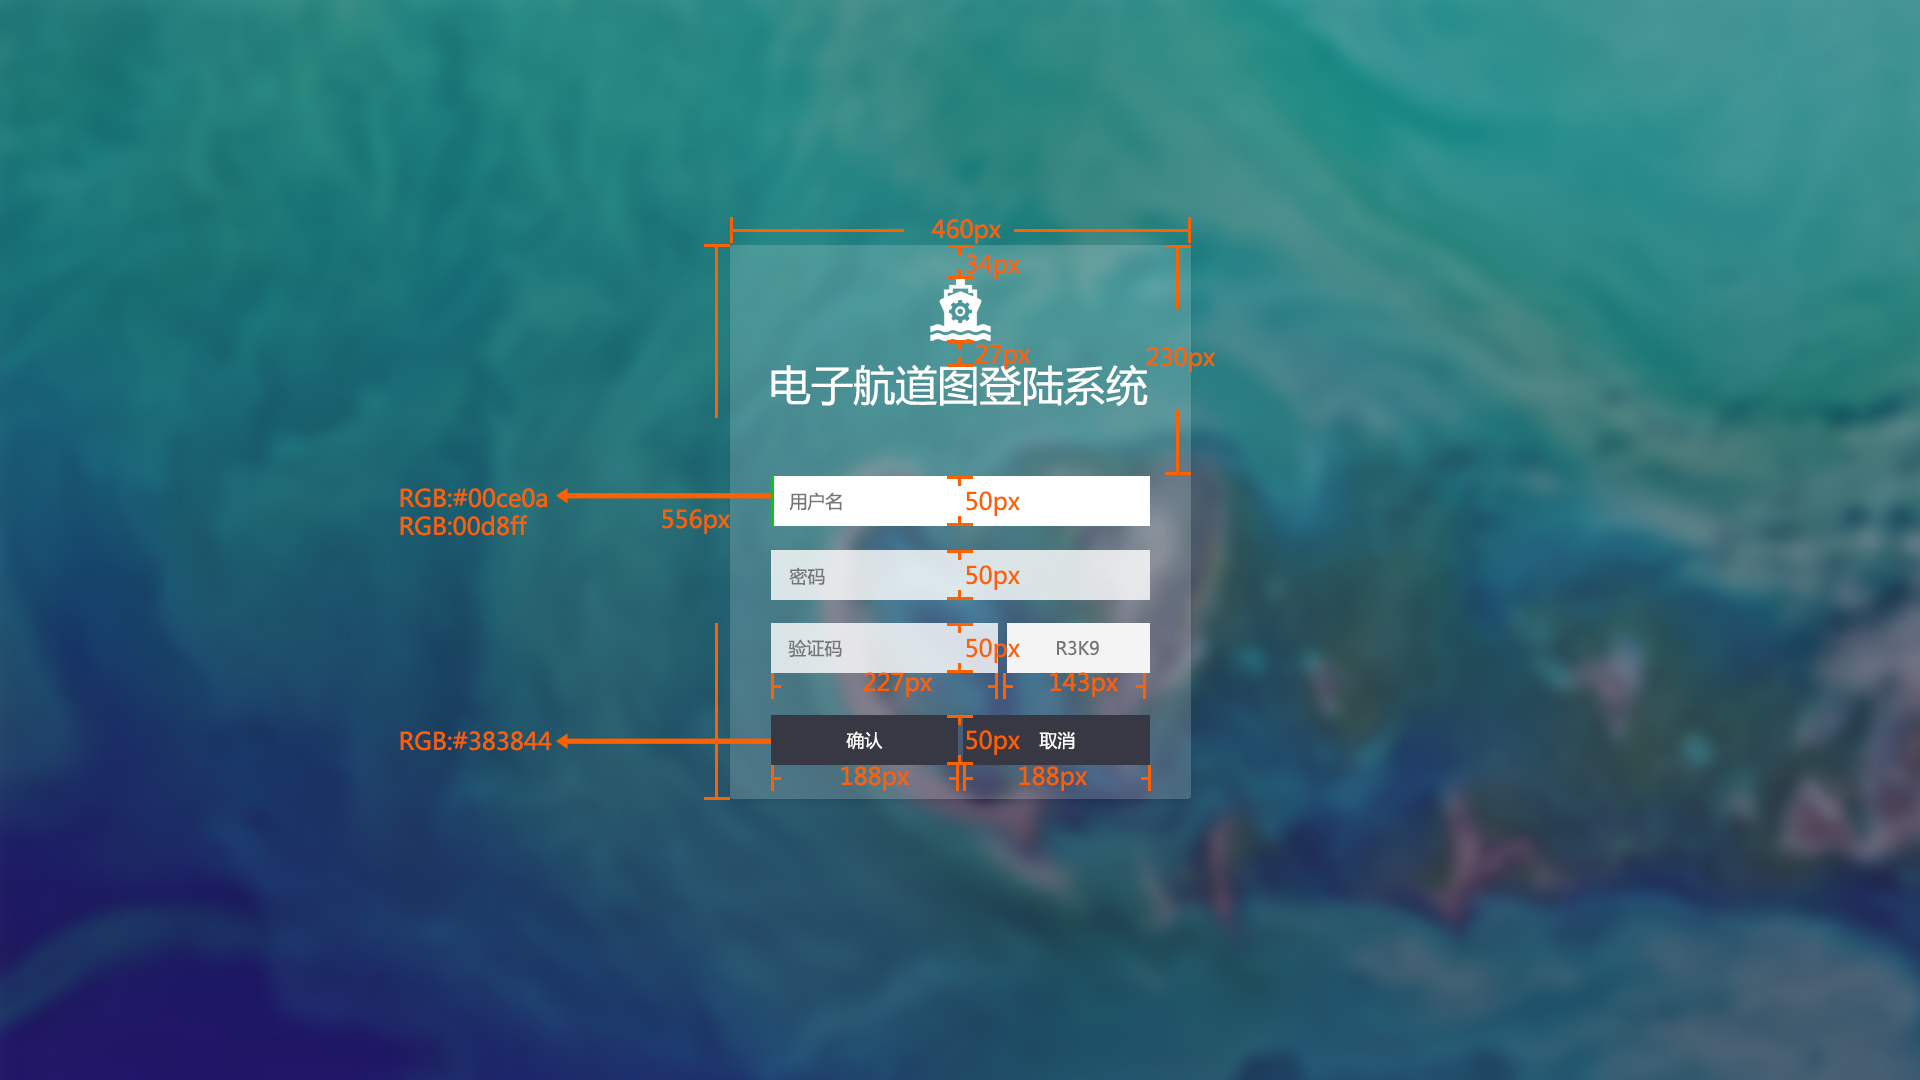 460px
34px
27px
230px
电子航道图登陆系统
RGB:#00ce0a
RGB:00d8ff
556px
用户名
50px
密码
50px
验证码
50px
R3K9
227px
143px
RGB:#383844
确认
50px
取消
188px
188px